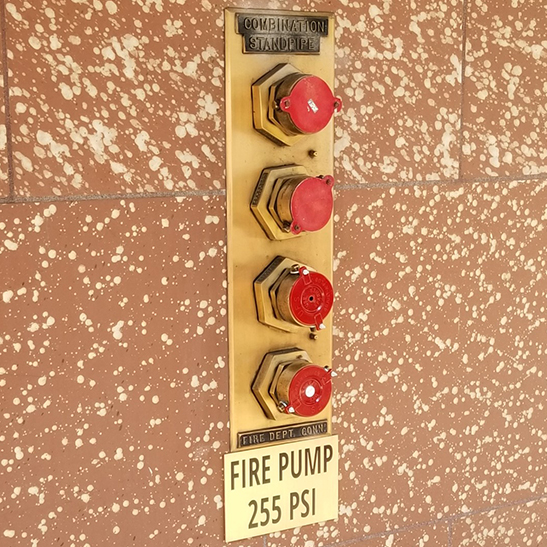 COMBINATION
STANDPIPE
FIRE DEPT. CONN.
FIRE PUMP
255 PSI